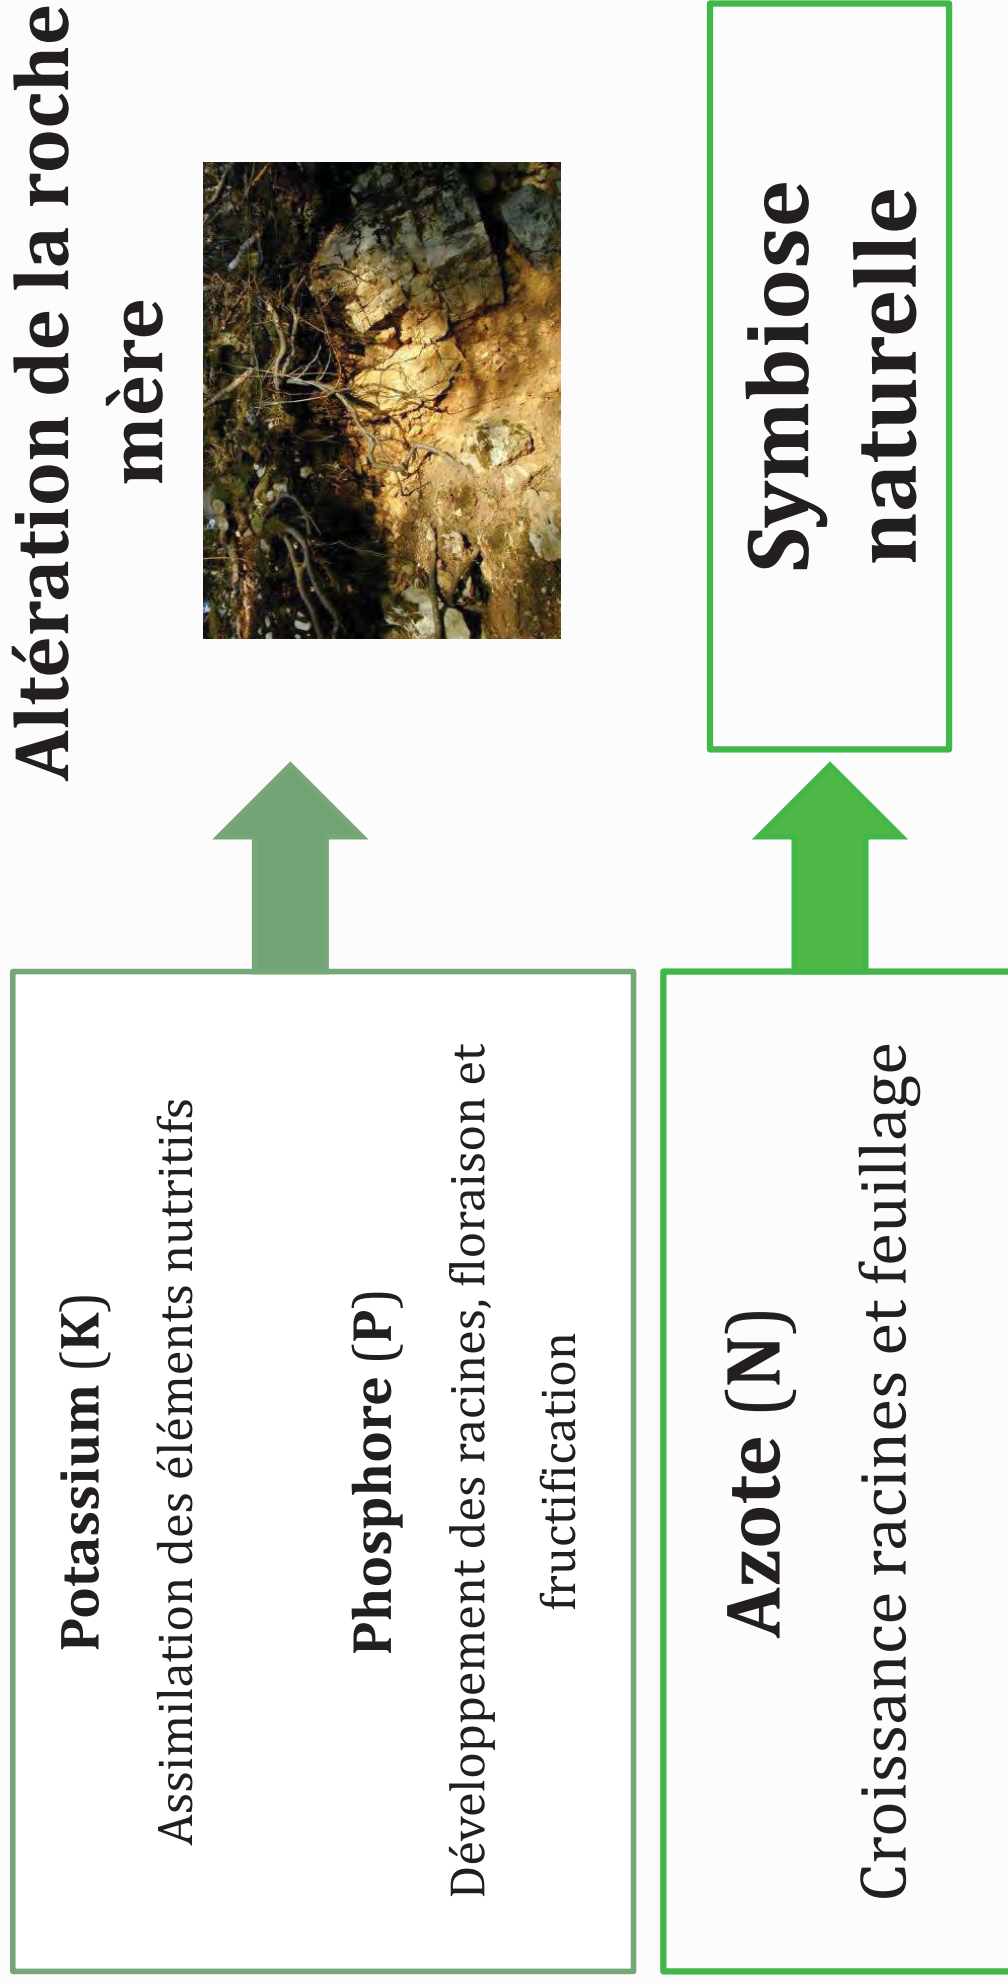 Potassium (K)
Assimilation des éléments nutritifs
Phosphore (P)
Développement des racines, floraison et
fructification
Altération de la roche
mère
Azote (N)
Croissance racines et feuillage
Symbiose
naturelle